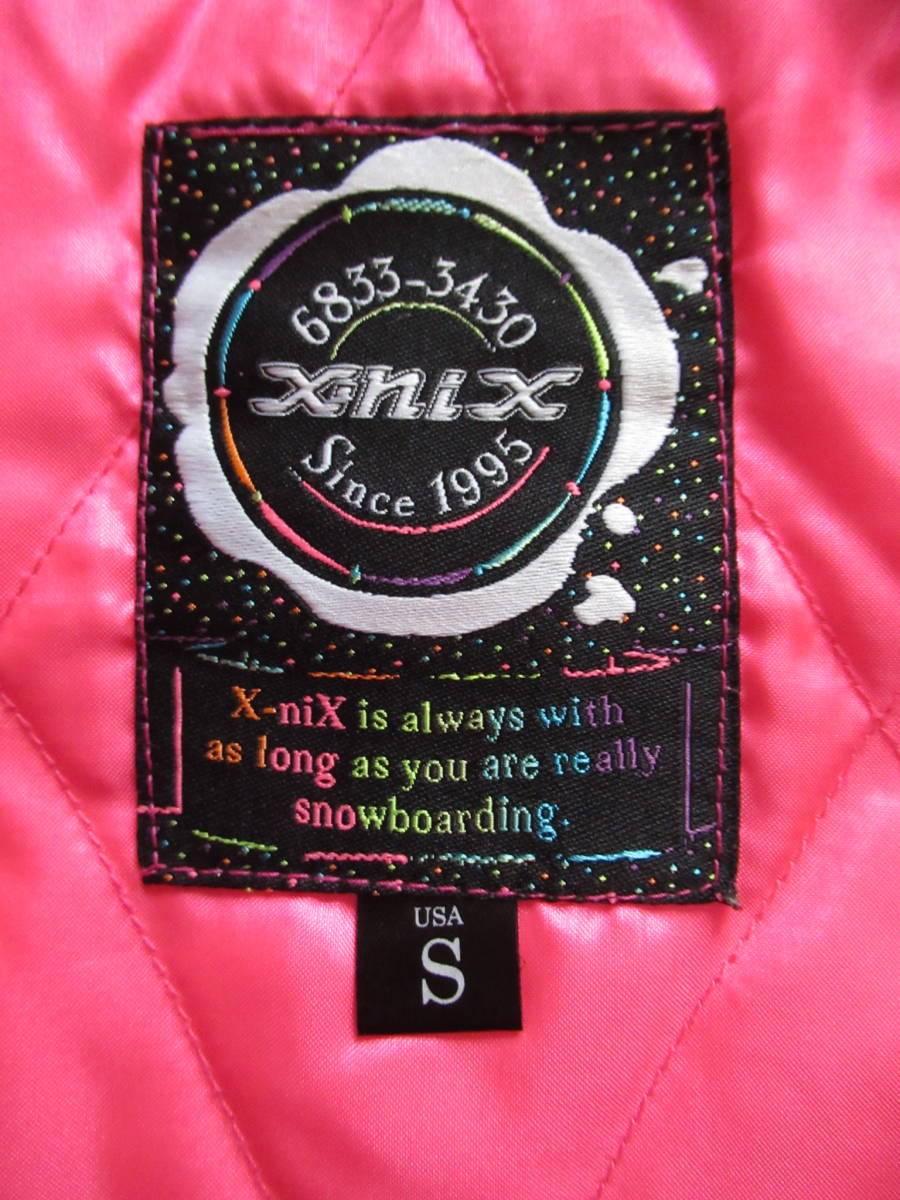 6833-3430
X-niX
Since 1995
X-niX is always with
as long as you are really
snowboarding.
USA
S